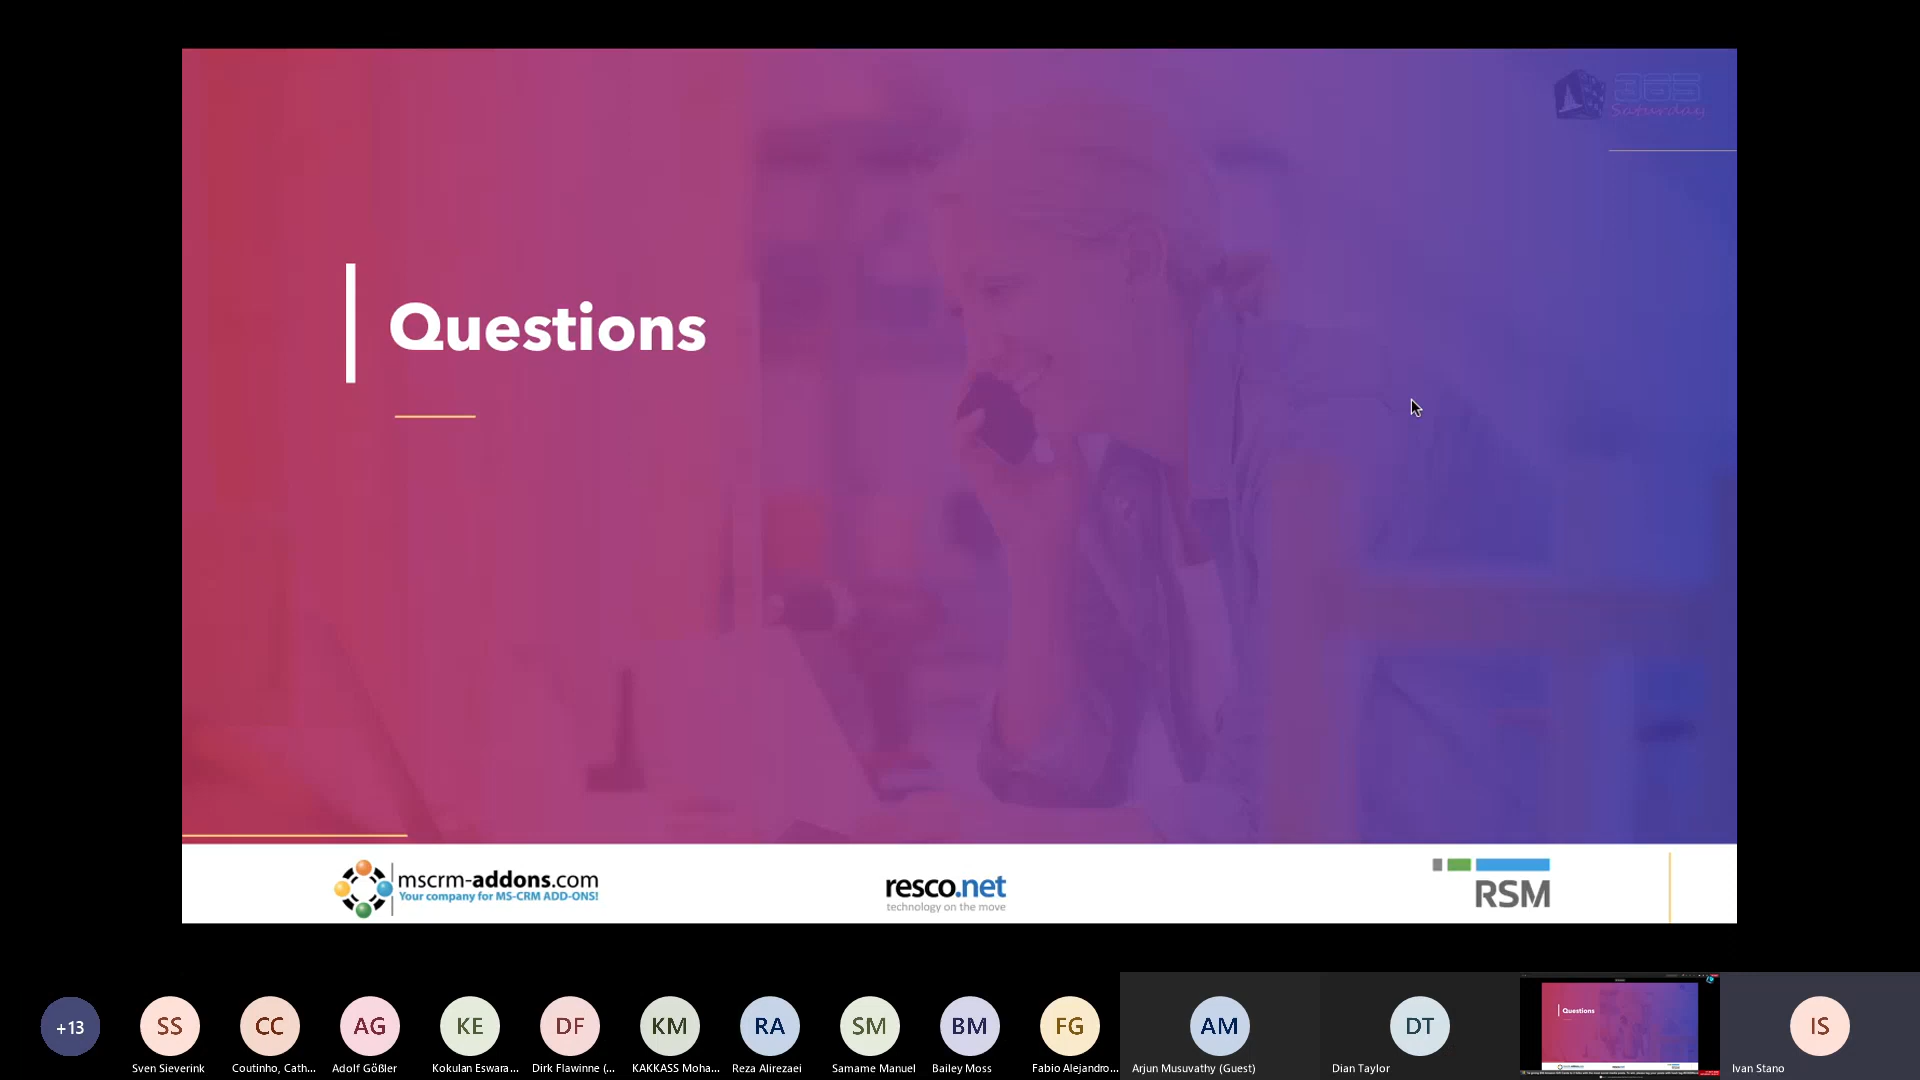 365
Saturday
Questions
mscrm-addons.com
Your company for MS-CRM ADD-ONS!
resco.net
technology on the move
RSM
+13
SS
CC
AG
KE
DF
KM
RA
SM
BM
FG
AM
DT
Questions
IS
Sven Sieverink
Coutinho, Cath...
Adolf Gößler
Kokulan Eswara...
Dirk Flawinne (...
KAKKASS Moha...
Reza Alirezaei
Samame Manuel
Bailey Moss
Fabio Alejandro...
Arjun Musuvathy (Guest)
Dian Taylor
Ivan Stano